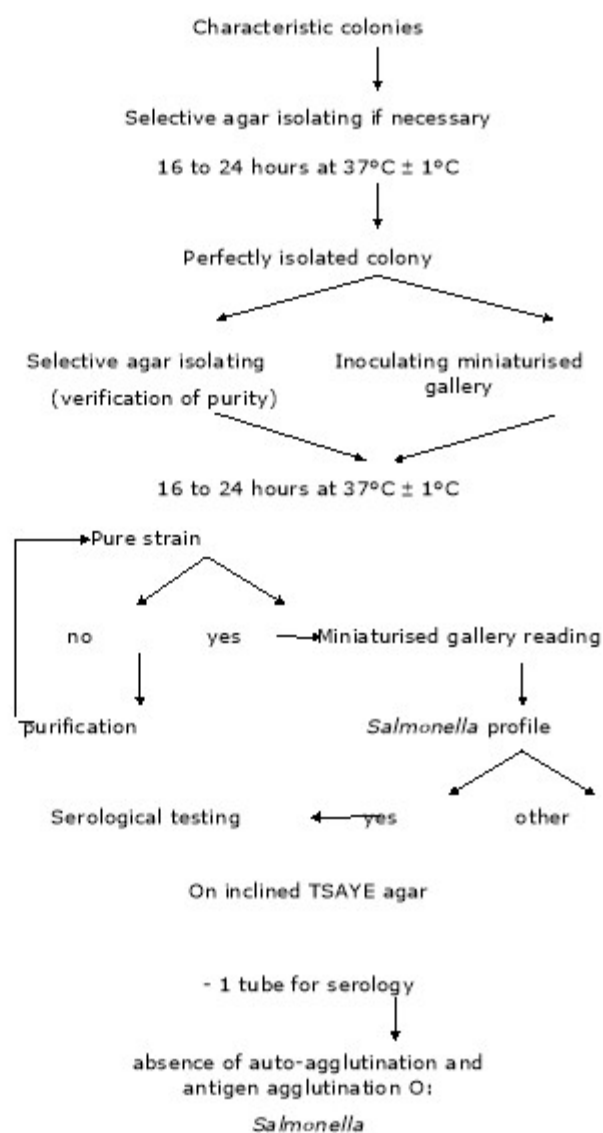 Characteristic colonies
Selective agar isolating if necessary
16 to 24 hours at 37°C ± 1°C
Perfectly isolated colony
Selective agar isolating
(verification of purity)
Inoculating miniaturised
gallery
16 to 24 hours at 37°C ± 1°C
Pure strain
no
yes
Miniaturised gallery reading
purification
Salmonella profile
Serological testing
yes
other
On inclined TSAYE agar
- 1 tube for serology
absence of auto-agglutination and
antigen agglutination O:
Salmonella